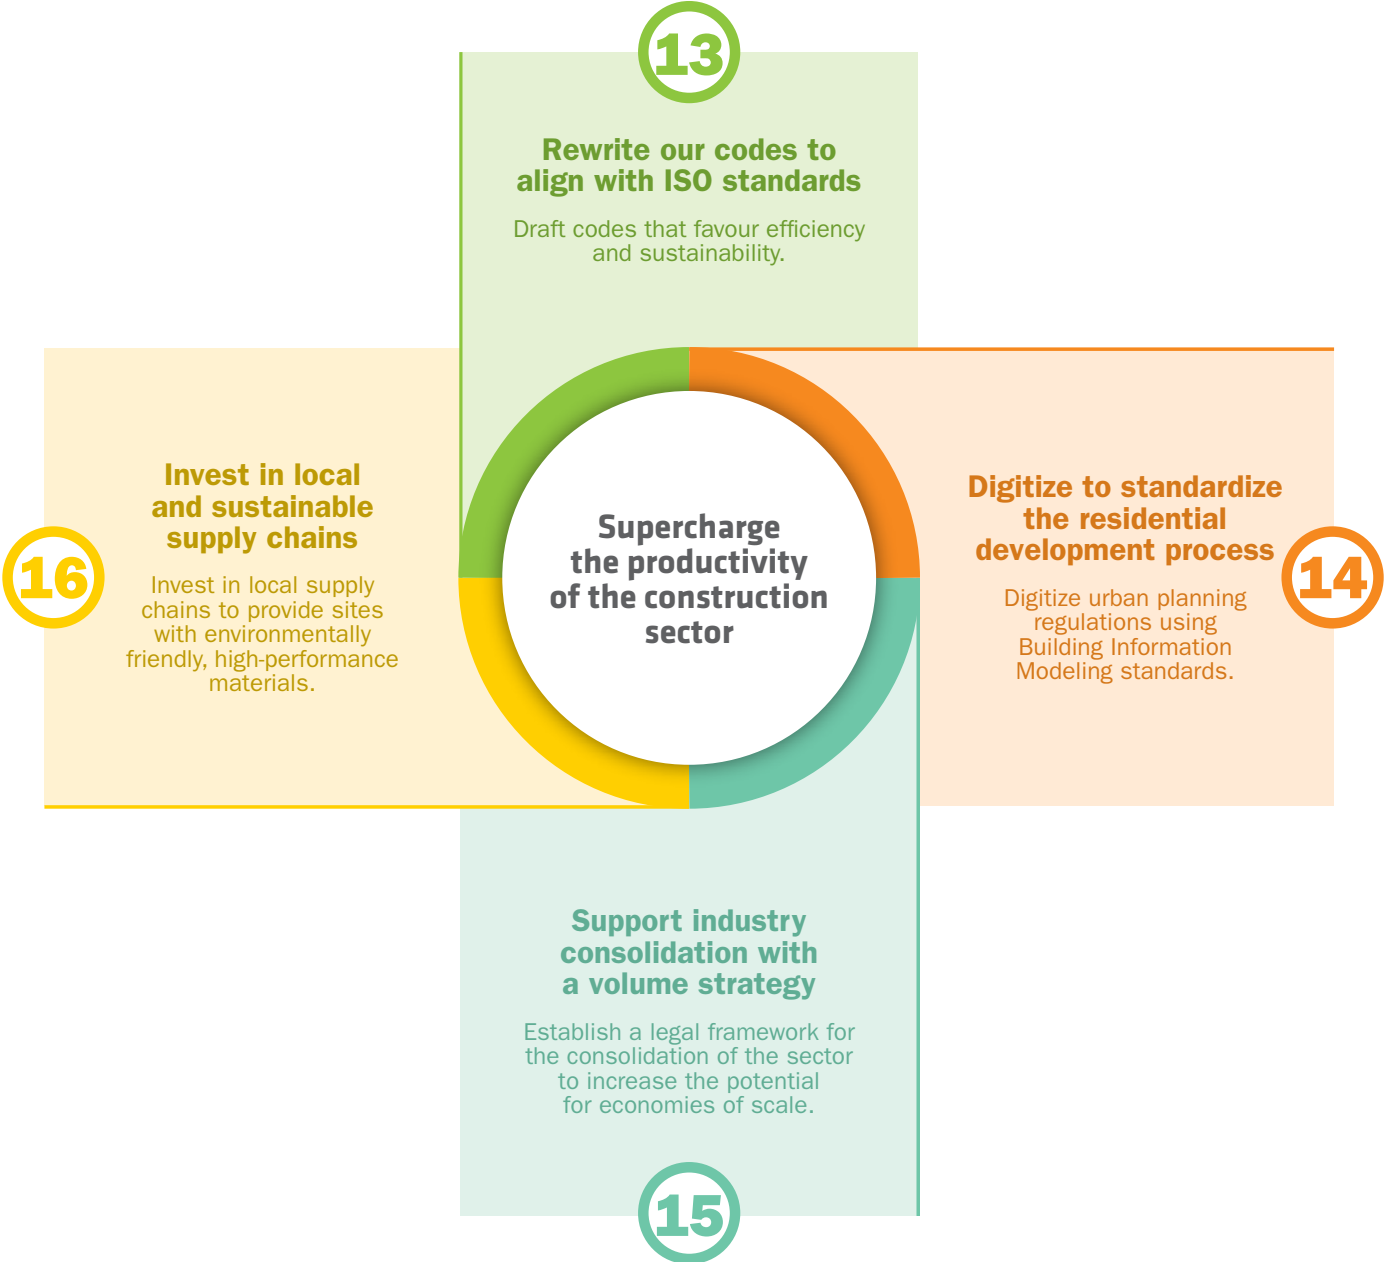 13
Rewrite our codes to
align with ISO standards
Draft codes that favour efficiency
and sustainability.
Supercharge
the productivity
of the construction
sector
14
Digitize to standardize
the residential
development process
Digitize urban planning
regulations using
Building Information
Modeling standards.
Support industry
consolidation with
a volume strategy
Establish a legal framework for
the consolidation of the sector
to increase the potential
for economies of scale.
15
16
Invest in local
and sustainable
supply chains
Invest in local supply
chains to provide sites
with environmentally
friendly, high-performance
materials.